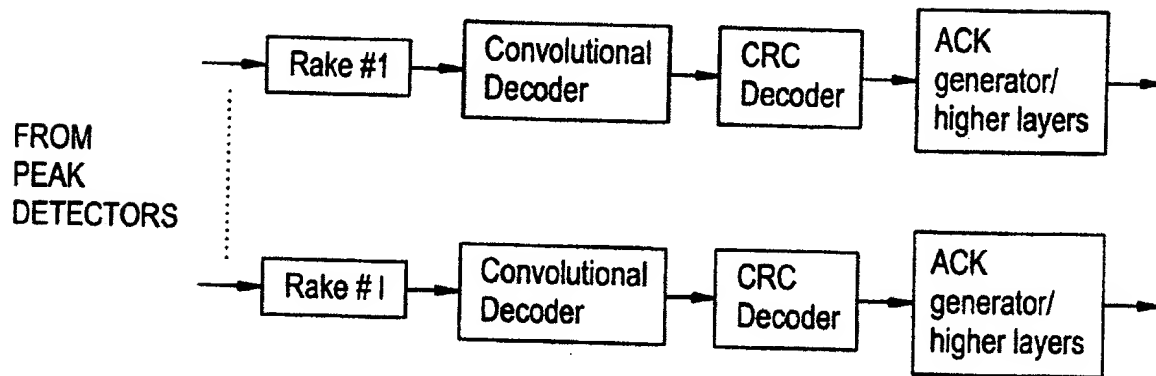 FROM
PEAK
DETECTORS
Rake #1
Convolutional
Decoder
CRC
Decoder
ACK
generator/
higher layers
Rake # I
Convolutional
Decoder
CRC
Decoder
ACK
generator/
higher layers